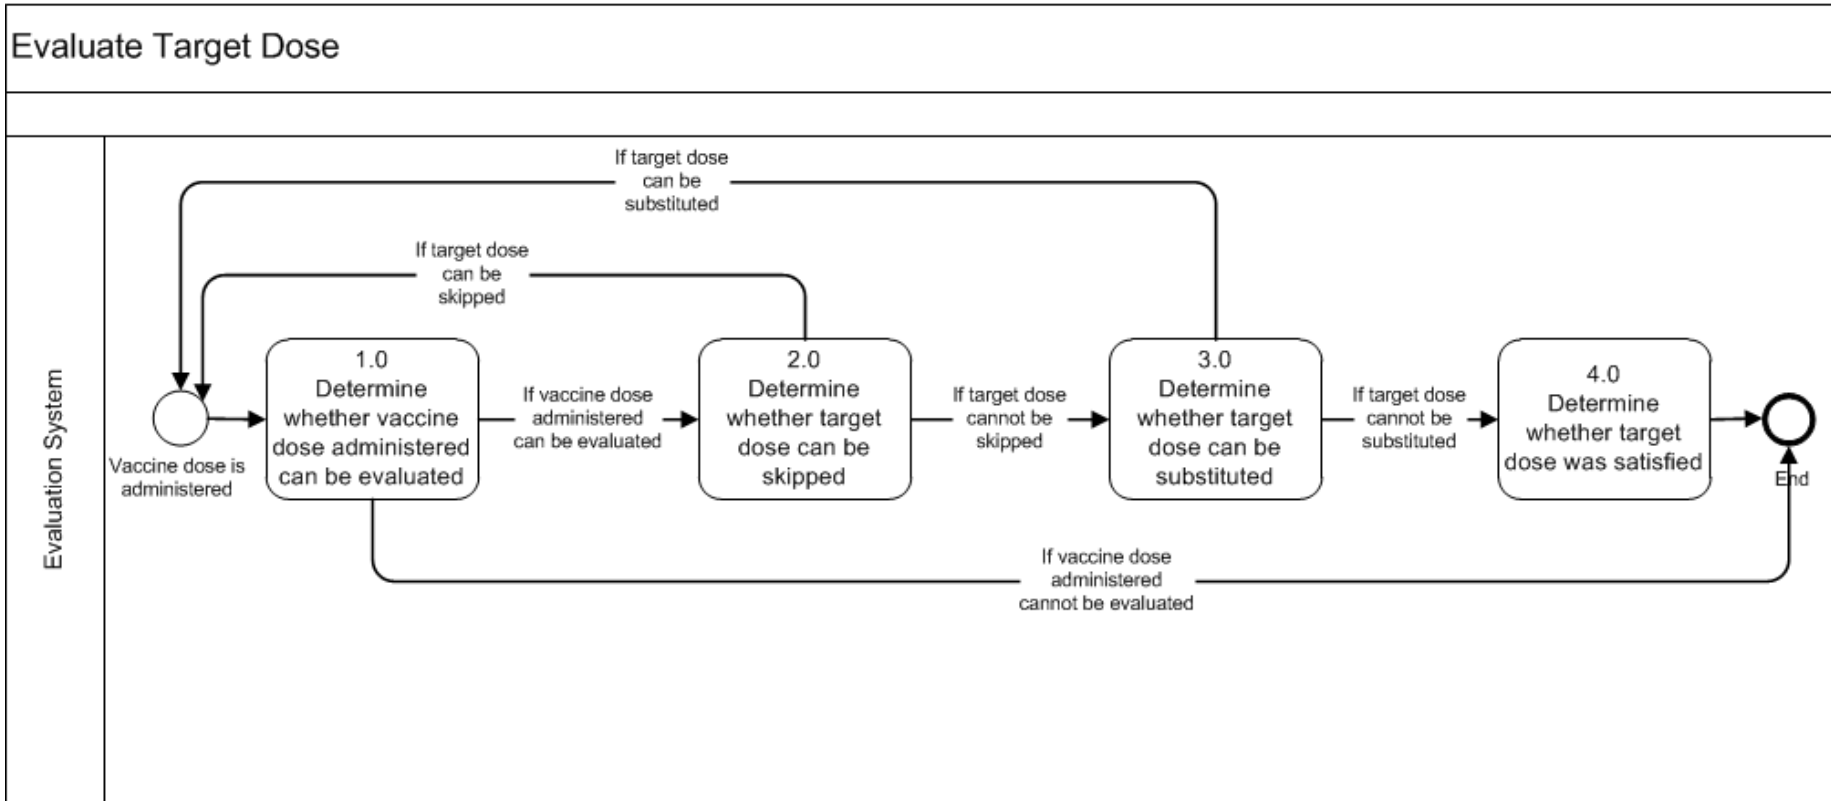 Evaluate Target Dose
Evaluation System
If target dose
can be
substituted
If target dose
can be
skipped
Vaccine dose is
administered
1.0
Determine
whether vaccine
dose administered
can be evaluated
If vaccine dose
administered
can be evaluated
2.0
Determine
whether target
dose can be
skipped
If target dose
cannot be
skipped
3.0
Determine
whether target
dose can be
substituted
If target dose
cannot be
substituted
4.0
Determine
whether target
dose was satisfied
End
If vaccine dose
administered
cannot be evaluated